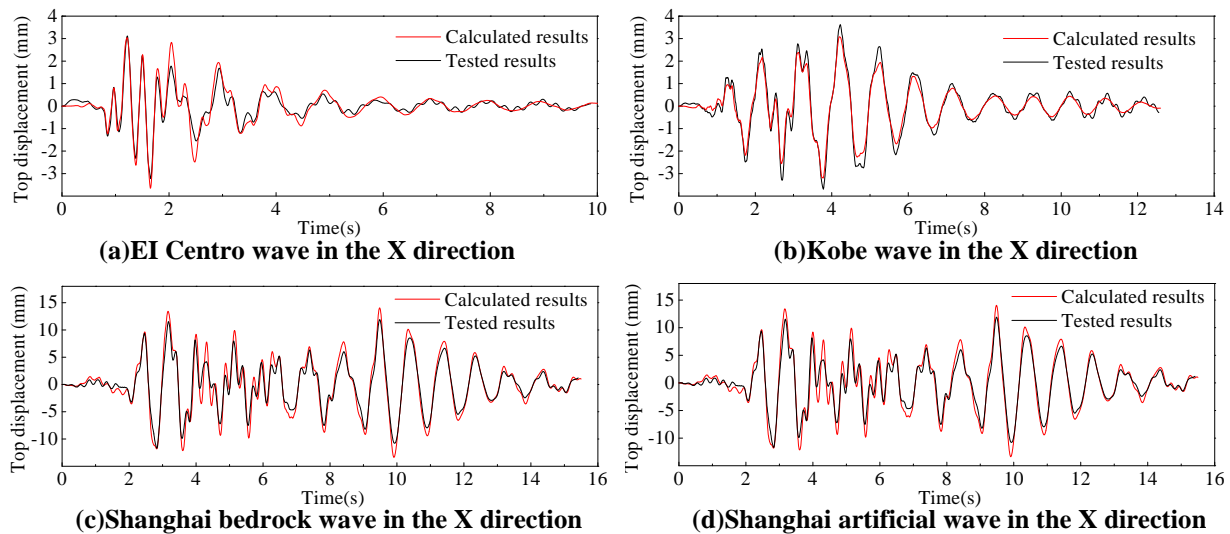 4
3
2
1
0
-1
-2
-3
Top displacement (mm)
Calculated results
Tested results
0 2 4 6 8 10
Time(s)
(a)EI Centro wave in the X direction
4
3
2
1
0
-1
-2
-3
Top displacement (mm)
Calculated results
Tested results
0 2 4 6 8 10 12 14
Time(s)
(b)Kobe wave in the X direction
15
10
5
0
-5
-10
Top displacement (mm)
Calculated results
Tested results
0 2 4 6 8 10 12 14 16
Time(s)
(c)Shanghai bedrock wave in the X direction
15
10
5
0
-5
-10
Top displacement (mm)
Calculated results
Tested results
0 2 4 6 8 10 12 14 16
Time(s)
(d)Shanghai artificial wave in the X direction